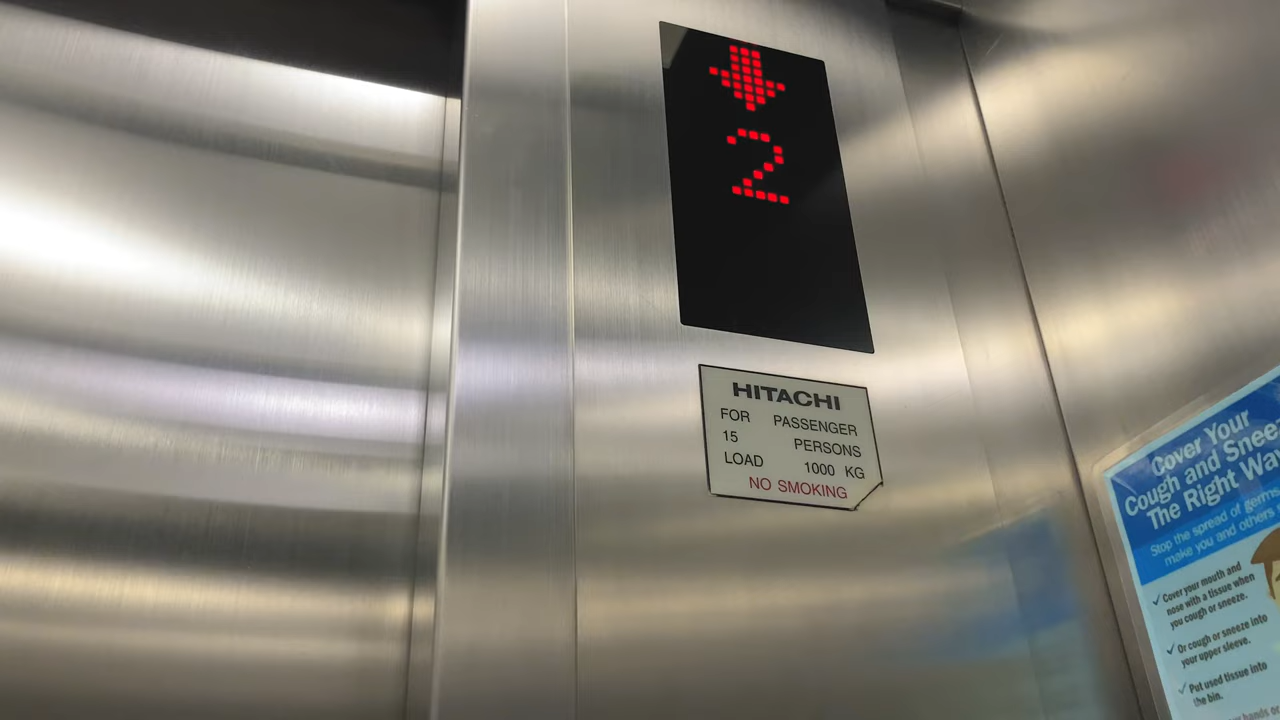 2
HITACHI
FOR PASSENGER
15 PERSONS
LOAD 1000 KG
NO SMOKING
Cover Your
Cough and
The Right
Stop the spread of germs
make you and others
Cover your mouth and
nose with a tissue when
you cough or sneeze.
Or cough or sneeze into
your upper sleeve.
Put used tissue into
the bin.